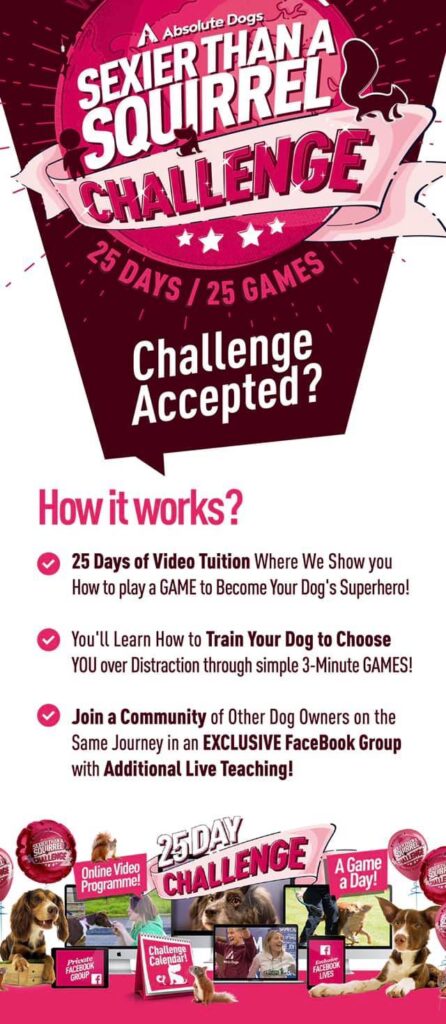 Absolute Dogs
SEXIER THAN A
SQUIRREL
CHALLENGE
25 DAYS / 25 GAMES
Challenge
Accepted?
How it works?
25 Days of Video Tuition Where We Show you
How to play a GAME to Become Your Dog's Superhero!
You'll Learn How to Train Your Dog to Choose
YOU over Distraction through simple 3-Minute GAMES!
Join a Community of Other Dog Owners on the
Same Journey in an EXCLUSIVE FaceBook Group
with Additional Live Teaching!
SEXIER THAN A
SQUIRREL
CHALLENGE
25 DAY
CHALLENGE
Online Video
Programme!
A Game
a Day!
Private
FACEBOOK
GROUP
Challenge
Calendar!
Exclusive
FACEBOOK
LIVES